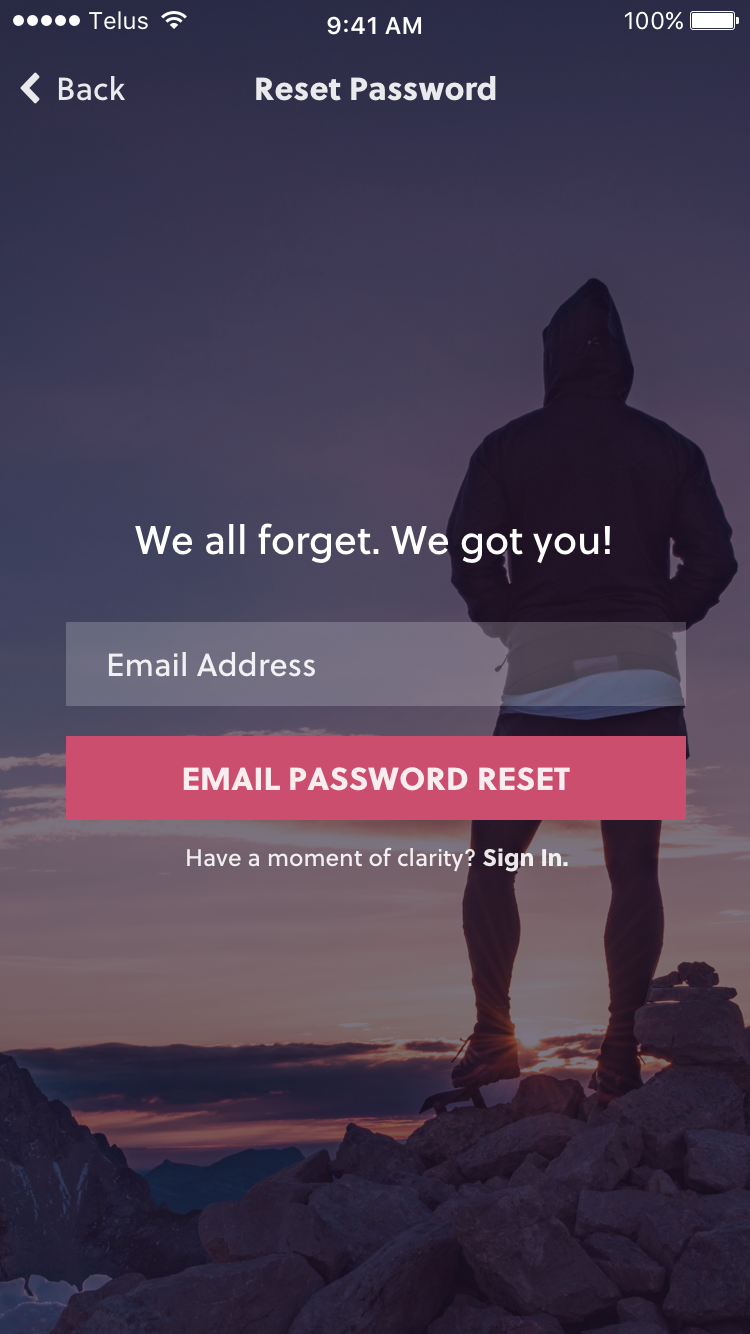 Telus 9:41 AM 100%
Back Reset Password
We all forget. We got you!
Email Address
EMAIL PASSWORD RESET
Have a moment of clarity? Sign In.